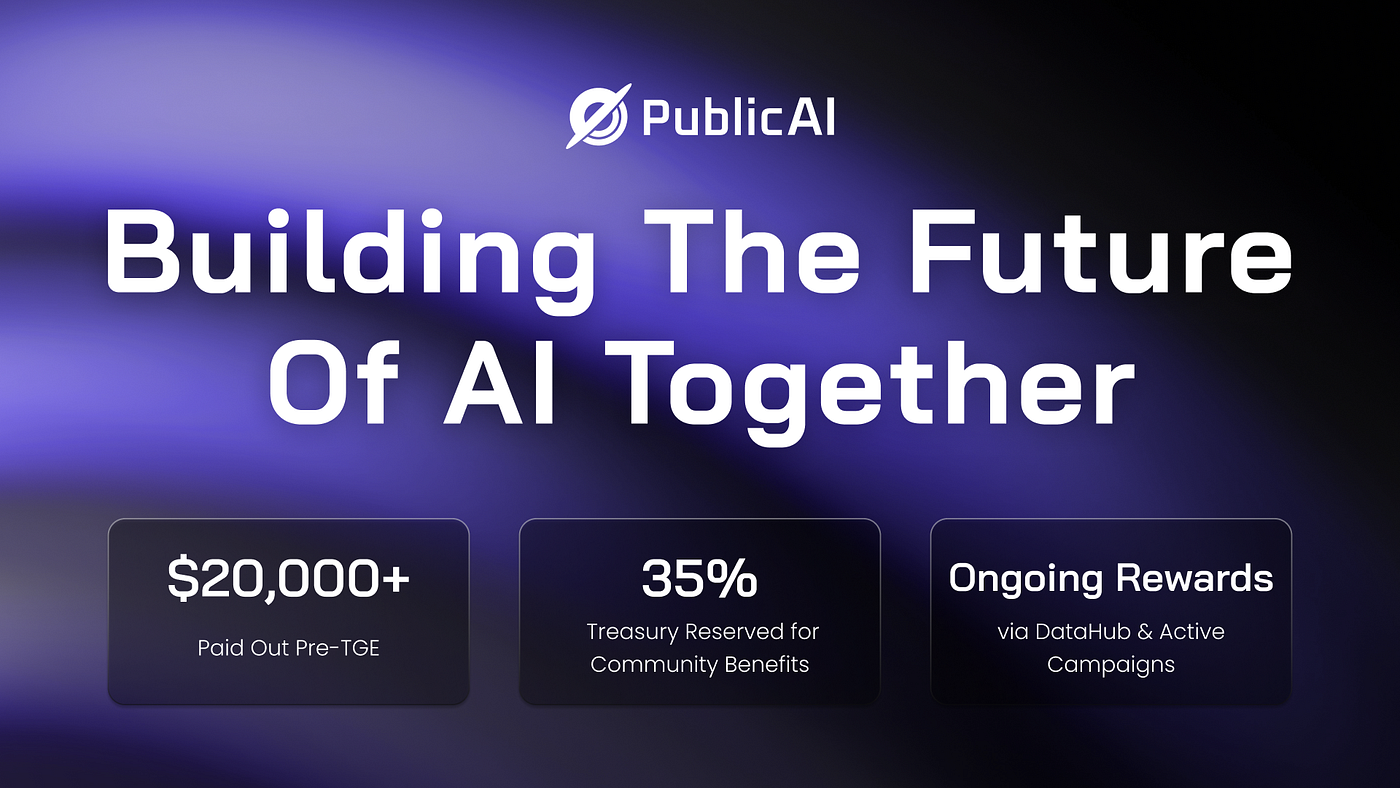 PublicAI
Building The Future
Of AI Together
$20,000+
Paid Out Pre-TGE
35%
Treasury Reserved for
Community Benefits
Ongoing Rewards
via DataHub & Active
Campaigns